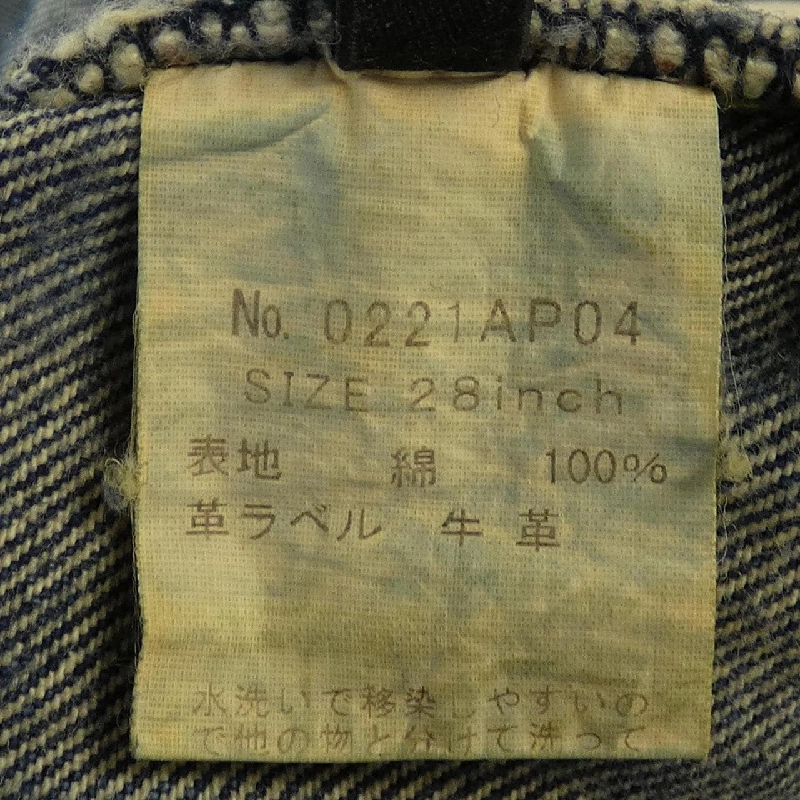 No. 0221AP04
SIZE 28inch
表地 綿 100%
革ラベル 牛革
水洗いで移染しやすいの
で他の物と分けて洗って